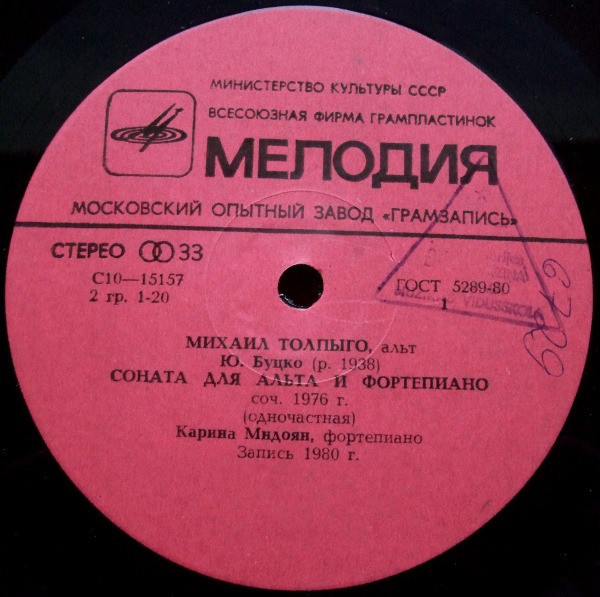 МИНИСТЕРСТВО КУЛЬТУРЫ СССР
ВСЕСОЮЗНАЯ ФИРМА ГРАМПЛАСТИНОК
МЕЛОДИЯ
МОСКОВСКИЙ ОПЫТНЫЙ ЗАВОД «ГРАМЗАПИСЬ»
СТЕРЕО 33
С10—15157
2 гр. 1-20
ГОСТ 5289-80
1
VIDUSSKOLA
МИХАИЛ ТОЛПЫГО, альт
Ю. Буцко (р. 1938)
СОНАТА ДЛЯ АЛЬТА И ФОРТЕПИАНО
соч. 1976 г.
(одночастная)
Карина Мндоян, фортепиано
Запись 1980 г.